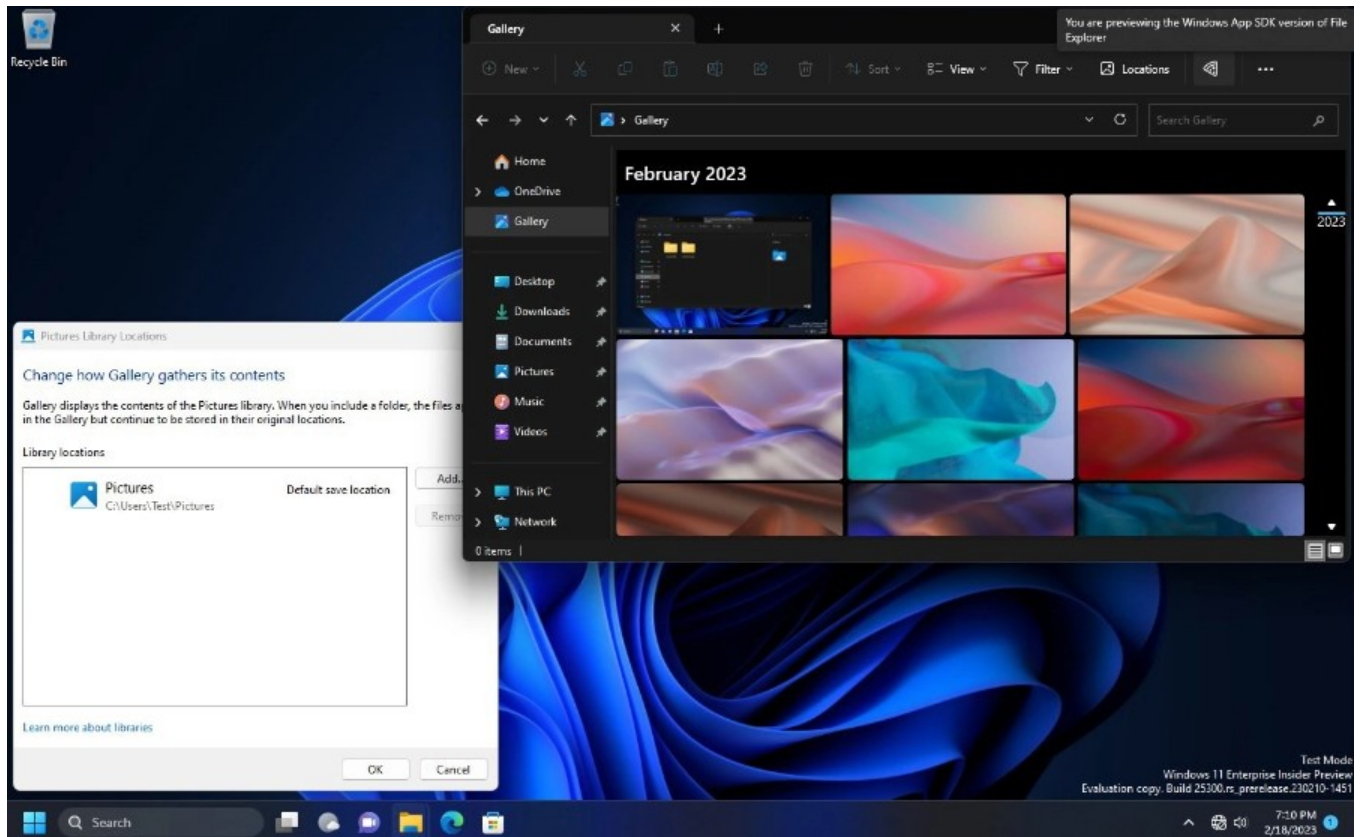 Recycle Bin
Gallery
You are previewing the Windows App SDK version of File
Explorer
New
Sort
View
Filter
Locations
Gallery
Search Gallery
Home
OneDrive
Gallery
Desktop
Downloads
Documents
Pictures
Music
Videos
This PC
Network
February 2023
2023
0 items
Pictures Library Locations
Change how Gallery gathers its contents
Gallery displays the contents of the Pictures library. When you include a folder, the files a
in the Gallery but continue to be stored in their original locations.
Library locations
Pictures
Default save location
C:\Users\Test\Pictures
Add..
Remo
Learn more about libraries
OK
Cancel
Test Mode
Windows 11 Enterprise Insider Preview
Evaluation copy. Build 25300.rs_prerelease.230210-1451
Search
7:10 PM
2/18/2023
1